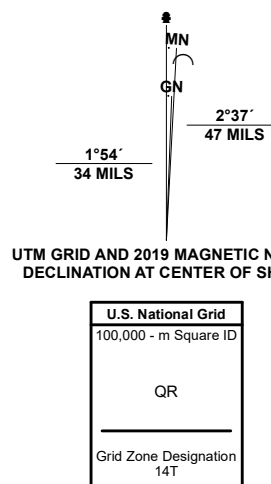 MN
GN
2°37´
47 MILS
1°54´
34 MILS
UTM GRID AND 2019 MAGNETIC N
DECLINATION AT CENTER OF SH
U.S. National Grid
100,000 - m Square ID
QR
Grid Zone Designation
14T